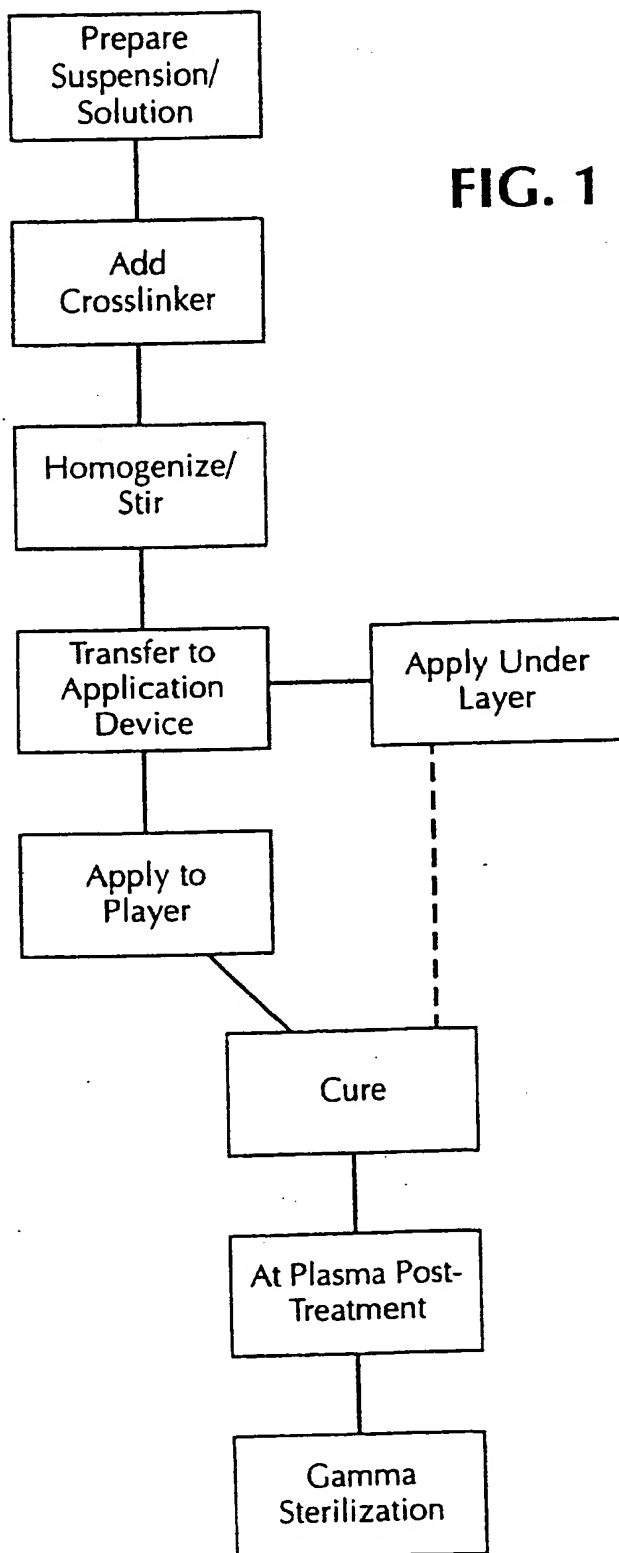 Prepare
Suspension/
Solution
FIG. 1
Add
Crosslinker
Homogenize/
Stir
Transfer to
Application
Device
Apply Under
Layer
Apply to
Player
Cure
At Plasma Post-
Treatment
Gamma
Sterilization